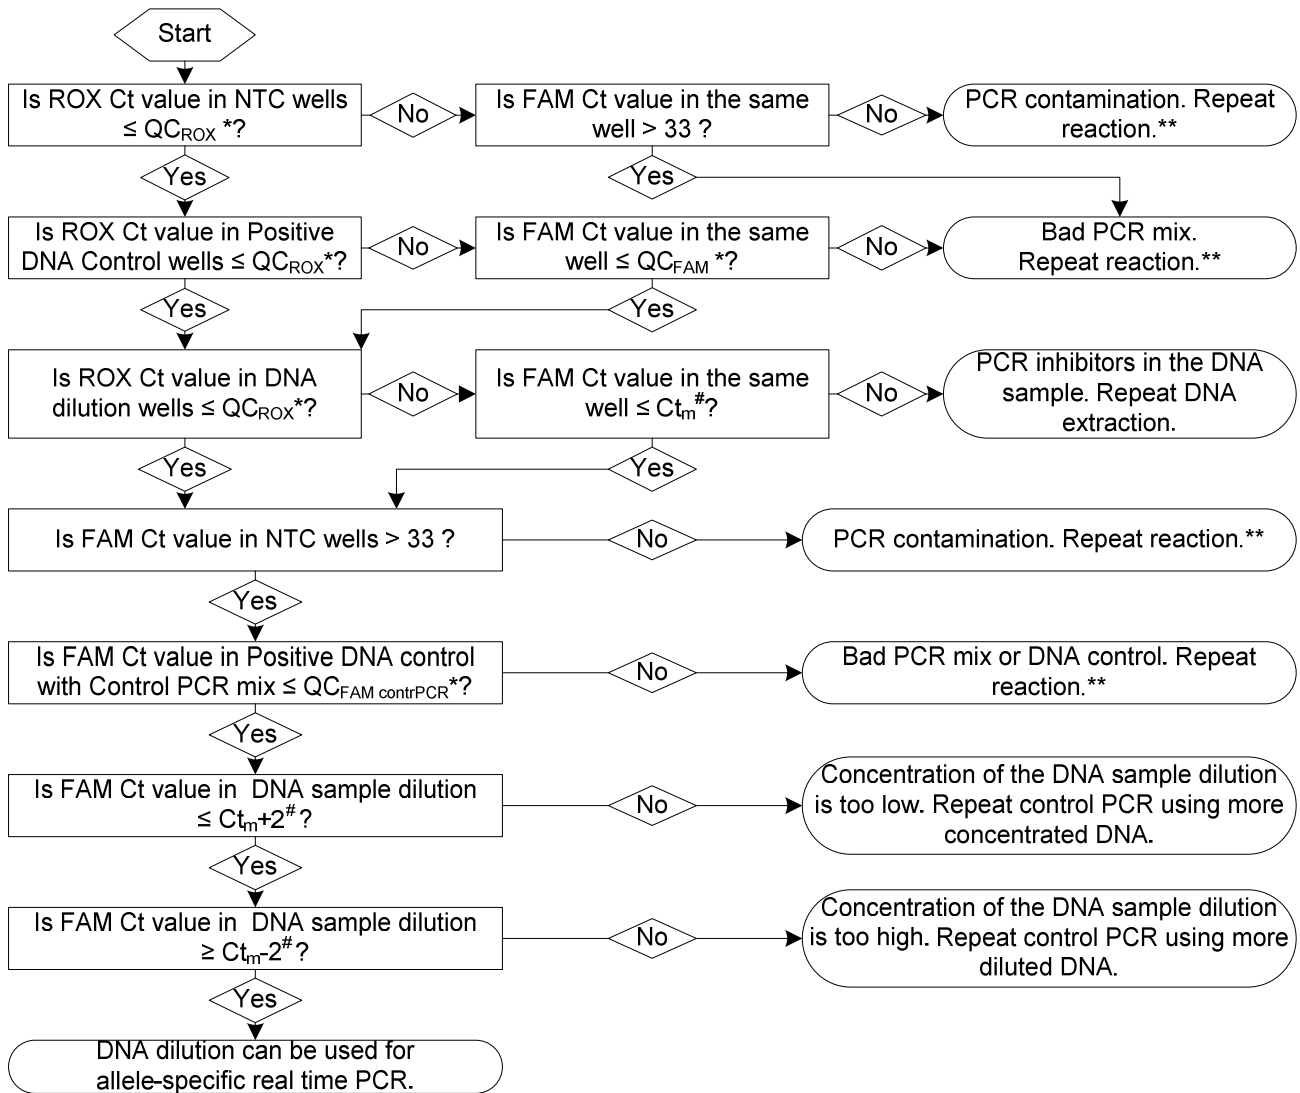 Start
Is ROX Ct value in NTC wells
≤ QC_ROX *?
No
Is FAM Ct value in the same
well > 33 ?
No
PCR contamination. Repeat
reaction.**
Yes
Yes
Is ROX Ct value in Positive
DNA Control wells ≤ QC_ROX*?
No
Is FAM Ct value in the same
well ≤ QC_FAM *?
No
Bad PCR mix.
Repeat reaction.**
Yes
Yes
Is ROX Ct value in DNA
dilution wells ≤ QC_ROX*?
No
Is FAM Ct value in the same
well ≤ Ct_m^#?
No
PCR inhibitors in the DNA
sample. Repeat DNA
extraction.
Yes
Yes
Is FAM Ct value in NTC wells > 33 ?
No
PCR contamination. Repeat reaction.**
Yes
Is FAM Ct value in Positive DNA control
with Control PCR mix ≤ QC_FAM contrPCR*?
No
Bad PCR mix or DNA control. Repeat
reaction.**
Yes
Is FAM Ct value in DNA sample dilution
≤ Ct_m+2^#?
No
Concentration of the DNA sample dilution
is too low. Repeat control PCR using more
concentrated DNA.
Yes
Is FAM Ct value in DNA sample dilution
≥ Ct_m-2^#?
No
Concentration of the DNA sample dilution
is too high. Repeat control PCR using more
diluted DNA.
Yes
DNA dilution can be used for
allele-specific real time PCR.